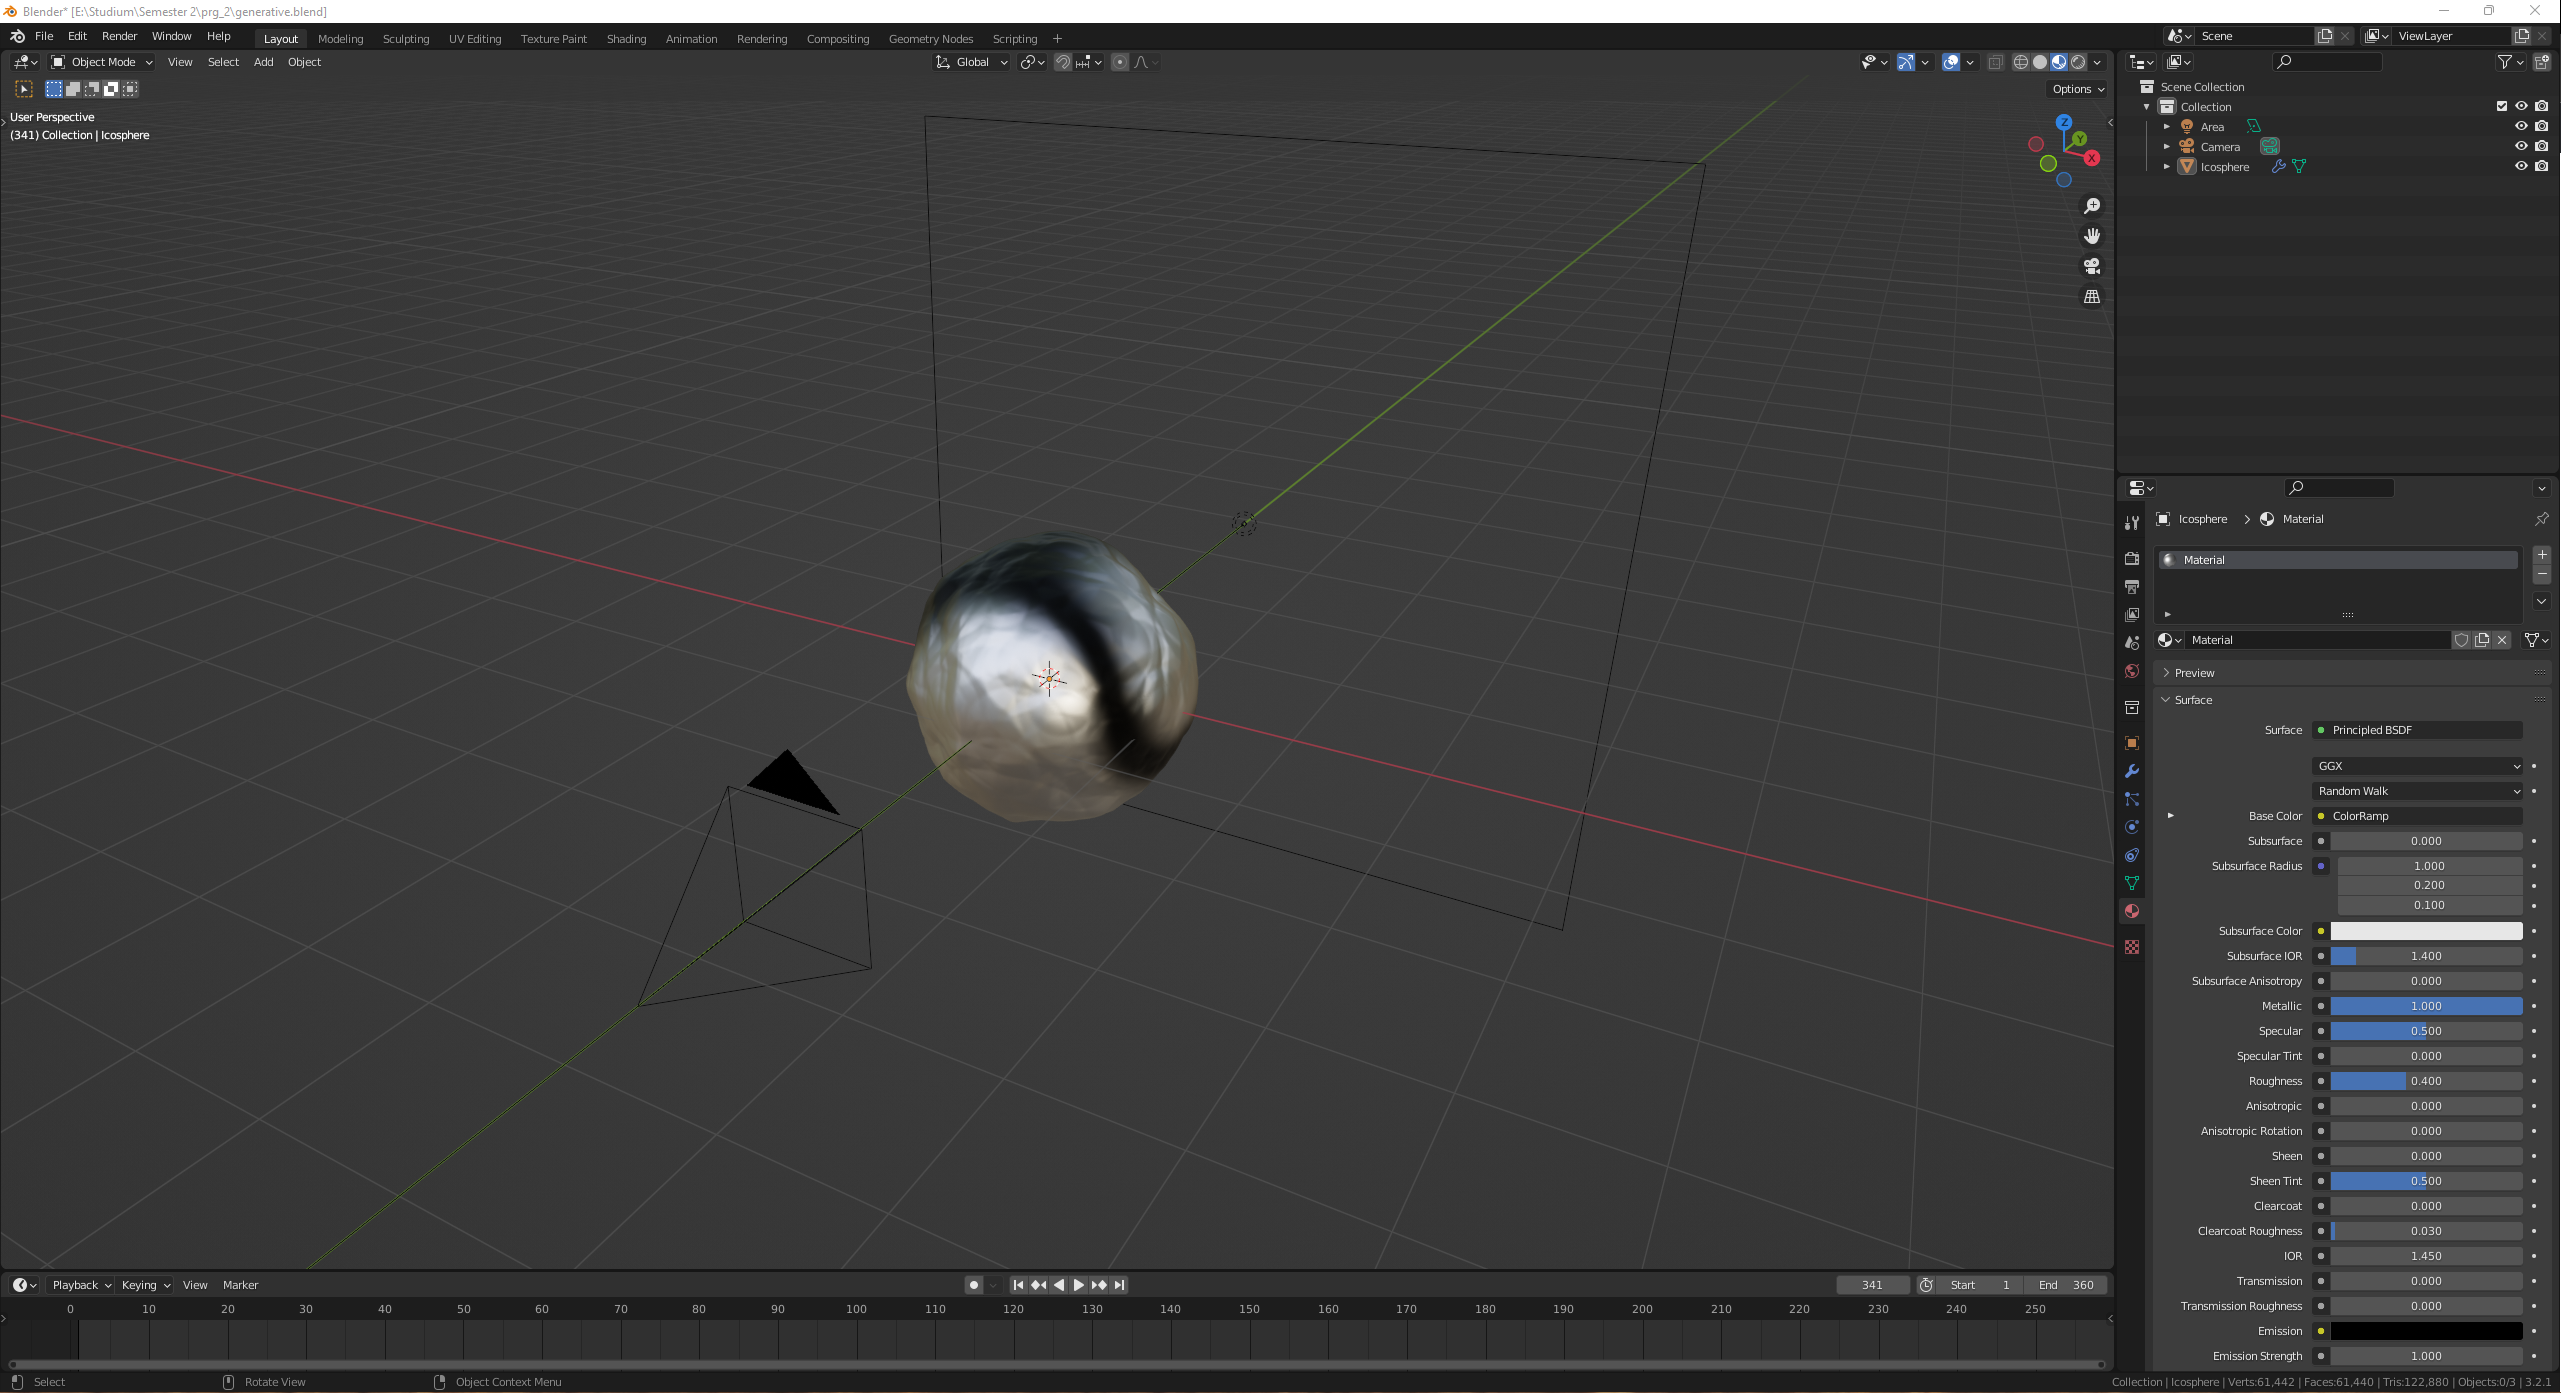 Blender* [E:\Studium\Semester 2\prg_2\generative.blend]
File Edit Render Window Help Layout Modeling Sculpting UV Editing Texture Paint Shading Animation Rendering Compositing Geometry Nodes Scripting + Scene ViewLayer
Object Mode View Select Add Object Global
Options
User Perspective
(341) Collection | Icosphere
Z
Y
X
Scene Collection
Collection
Area
Camera
Icosphere
Icosphere > Material
Material
Material
Preview
Surface
Surface Principled BSDF
GGX
Random Walk
Base Color ColorRamp
Subsurface 0.000
Subsurface Radius 1.000
0.200
0.100
Subsurface Color
Subsurface IOR 1.400
Subsurface Anisotropy 0.000
Metallic 1.000
Specular 0.500
Specular Tint 0.000
Roughness 0.400
Anisotropic 0.000
Anisotropic Rotation 0.000
Sheen 0.000
Sheen Tint 0.500
Clearcoat 0.000
Clearcoat Roughness 0.030
IOR 1.450
Transmission 0.000
Transmission Roughness 0.000
Emission
Emission Strength 1.000
Playback Keying View Marker 341 Start 1 End 360
0 10 20 30 40 50 60 70 80 90 100 110 120 130 140 150 160 170 180 190 200 210 220 230 240 250
Select Rotate View Object Context Menu Collection | Icosphere | Verts:61,442 | Faces:61,440 | Tris:122,880 | Objects:0/3 | 3.2.1